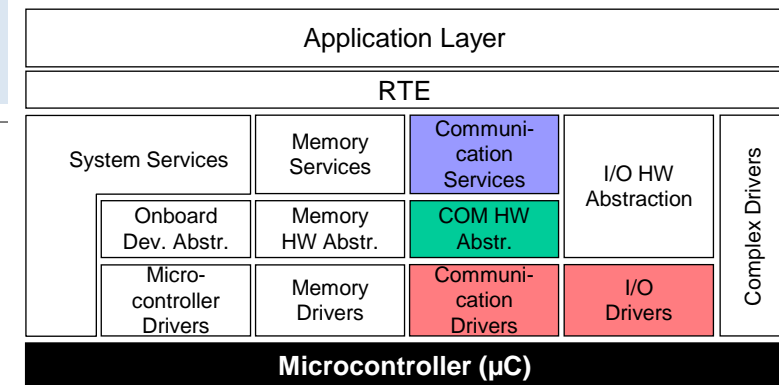 Application Layer
RTE
System Services
Memory
Services
Communi-
cation
Services
I/O HW
Abstraction
Complex Drivers
Onboard
Dev. Abstr.
Memory
HW Abstr.
COM HW
Abstr.
Micro-
controller
Drivers
Memory
Drivers
Communi-
cation
Drivers
I/O
Drivers
Microcontroller (µC)